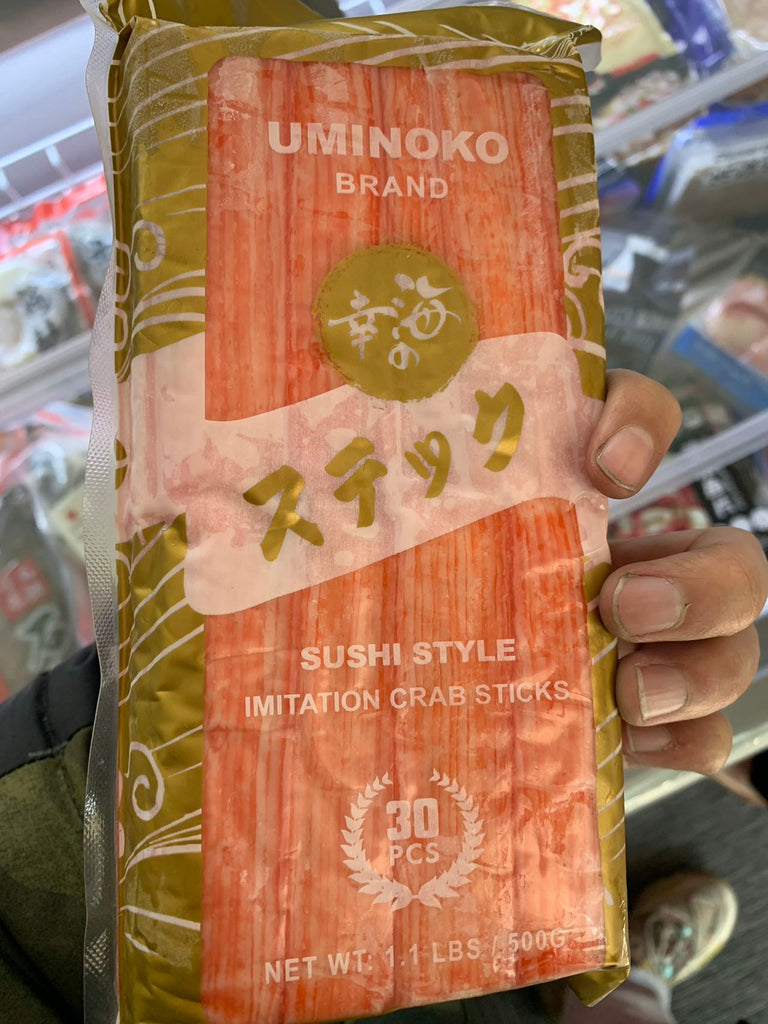 UMINOKO
BRAND
海の
幸
スティック
SUSHI STYLE
IMITATION CRAB STICKS
30
PCS
NET WT: 1.1 LBS / 500G